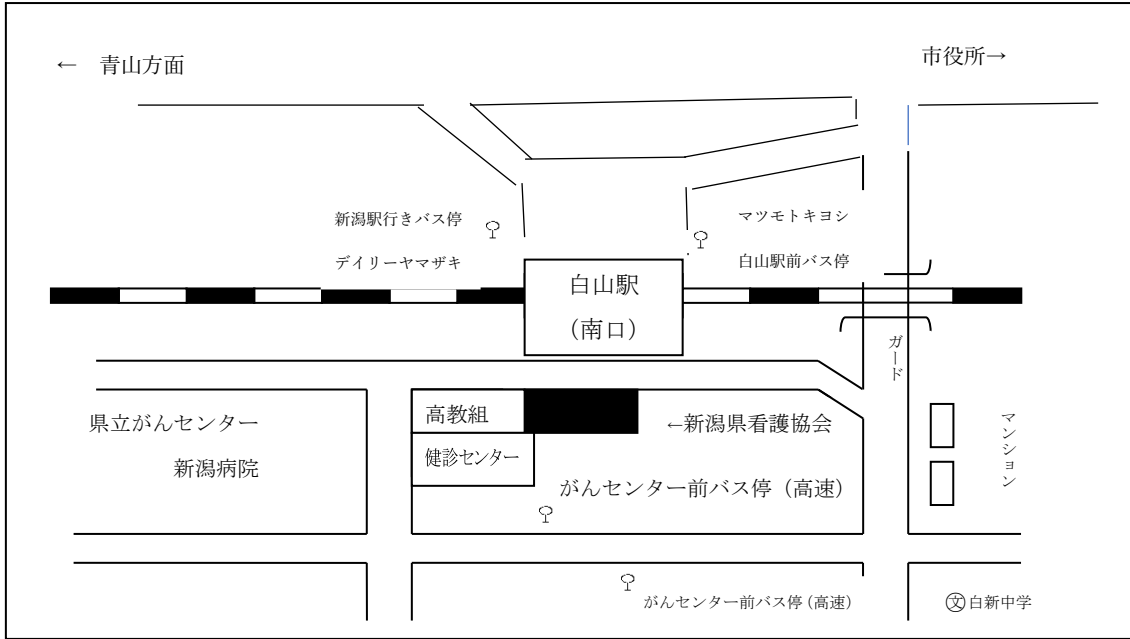 ← 青山方面
市役所→
新潟駅行きバス停
マツモトキヨシ
デイリーヤマザキ
白山駅前バス停
白山駅
(南口)
ガード
高教組
←新潟県看護協会
県立がんセンター
新潟病院
健診センター
マンション
がんセンター前バス停(高速)
がんセンター前バス停(高速)
文 白新中学